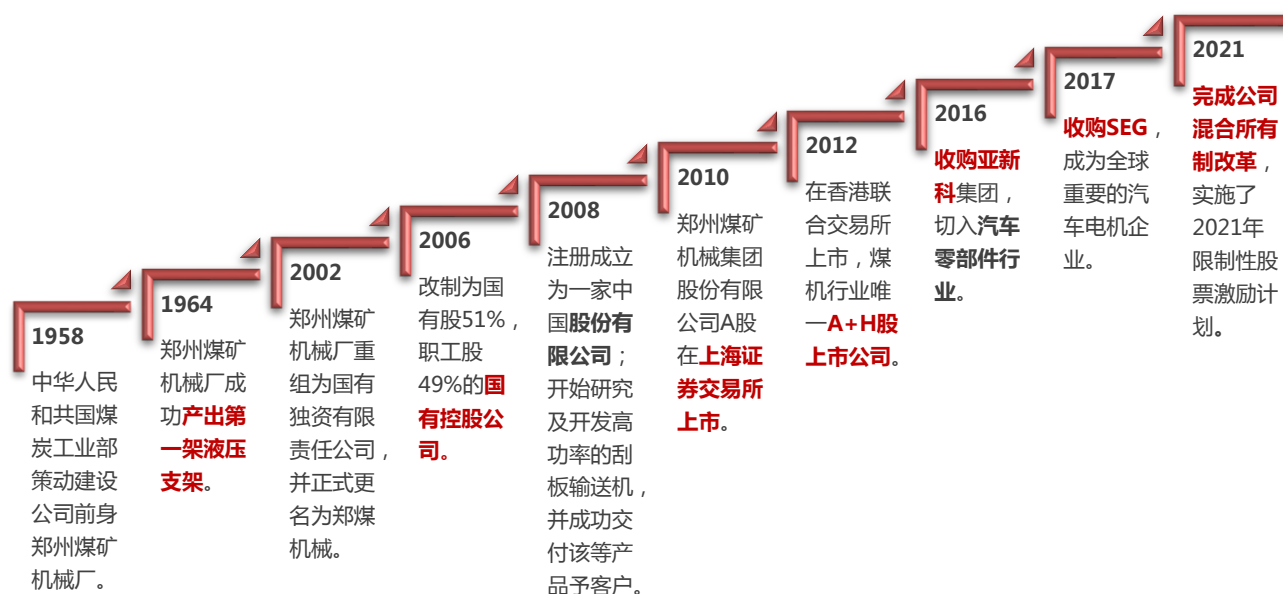 1958
中华人民
和共国煤
炭工业部
策动建设
公司前身
郑州煤矿
机械厂。
1964
郑州煤矿
机械厂成
功产出第
一架液压
支架。
2002
郑州煤矿
机械厂重
组为国有
独资有限
责任公司，
并正式更
名为郑煤
机械。
2006
改制为国
有股51%，
职工股
49%的国
有控股公
司。
2008
注册成立
为一家中
国股份有
限公司；
开始研究
及开发高
功率的刮
板输送机，
并成功交
付该等产
品予客户。
2010
郑州煤矿
机械集团
股份有限
公司A股
在上海证
券交易所
上市。
2012
在香港联
合交易所
上市，煤
机行业唯
一A+H股
上市公司。
2016
收购亚新
科集团，
切入汽车
零部件行
业。
2017
收购SEG，
成为全球
重要的汽
车电机企
业。
2021
完成公司
混合所有
制改革，
实施了
2021年
限制性股
票激励计
划。